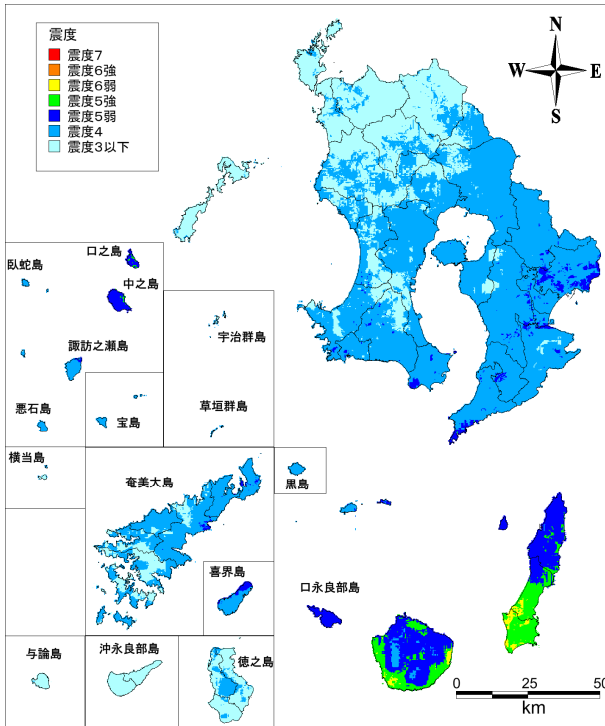 震度
震度7
震度6強
震度6弱
震度5強
震度5弱
震度4
震度3以下
N
W E
S
口之島
臥蛇島
中之島
宇治群島
諏訪之瀬島
悪石島
宝島
草垣群島
横当島
奄美大島
黒島
喜界島
口永良部島
与論島
沖永良部島
徳之島
0 25 50
km